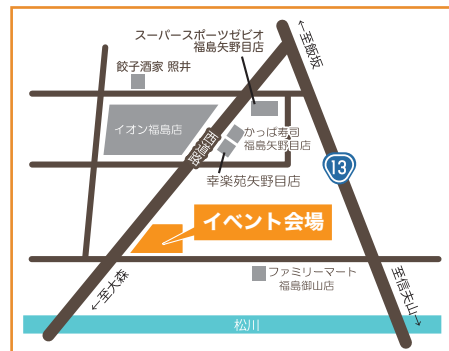 スーパースポーツゼビオ
福島矢野目店
←至飯坂
餃子酒家 照井
イオン福島店
西道路
かっぱ寿司
福島矢野目店
幸楽苑矢野目店
13
イベント会場
ファミリーマート
福島御山店
←至大森
至信夫山→
松川